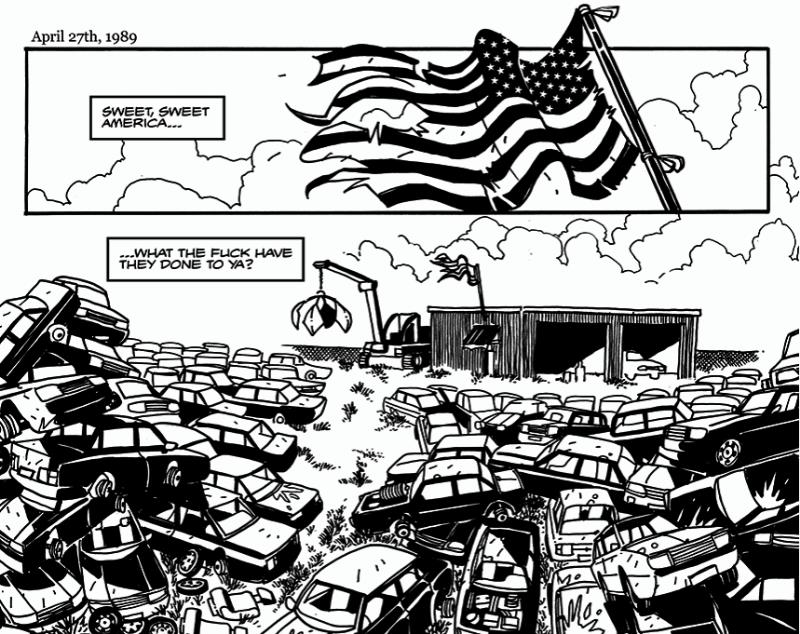 April 27th, 1989
SWEET, SWEET
AMERICA...
...WHAT THE FUCK HAVE
THEY DONE TO YA?